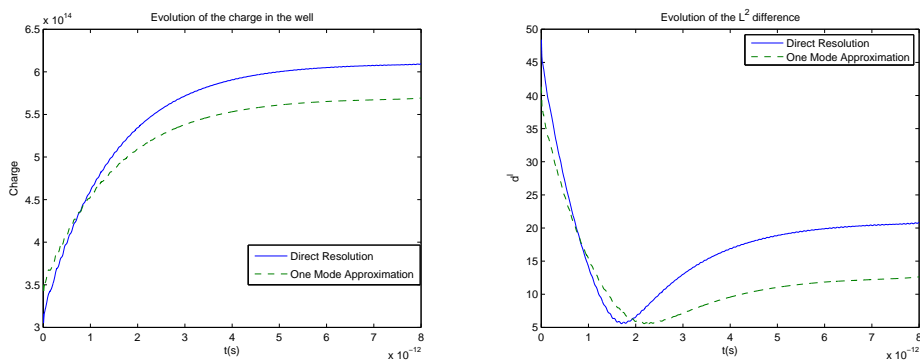 Evolution of the charge in the well
x 10^14
6.5
6
5.5
5
4.5
4
3.5
3
Charge
Direct Resolution
One Mode Approximation
0 1 2 3 4 5 6 7 8
t(s)
x 10^-12
Evolution of the L^2 difference
50
45
40
35
30
25
20
15
10
5
d^l
Direct Resolution
One Mode Approximation
0 1 2 3 4 5 6 7 8
t(s)
x 10^-12